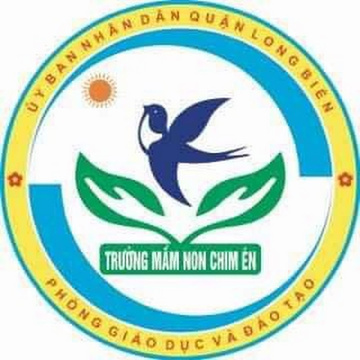 ỦY BAN NHÂN DÂN QUẬN LONG BIÊN
TRƯỜNG MẦM NON CHIM ÉN
PHÒNG GIÁO DỤC VÀ ĐÀO TẠO